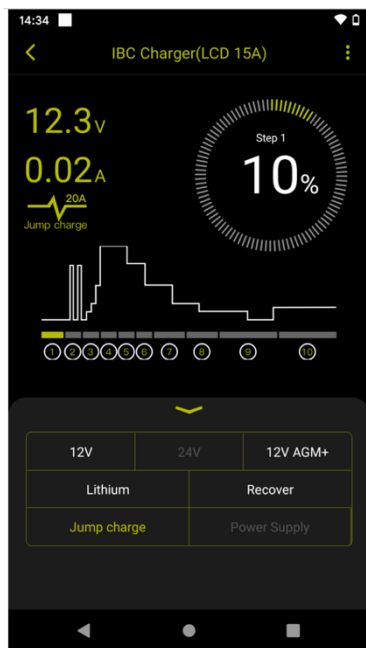 14:34
IBC Charger(LCD 15A)
12.3V
0.02A
20A
Jump charge
Step 1
10%
1 2 3 4 5 6 7 8 9 10
12V 24V 12V AGM+
Lithium Recover
Jump charge Power Supply